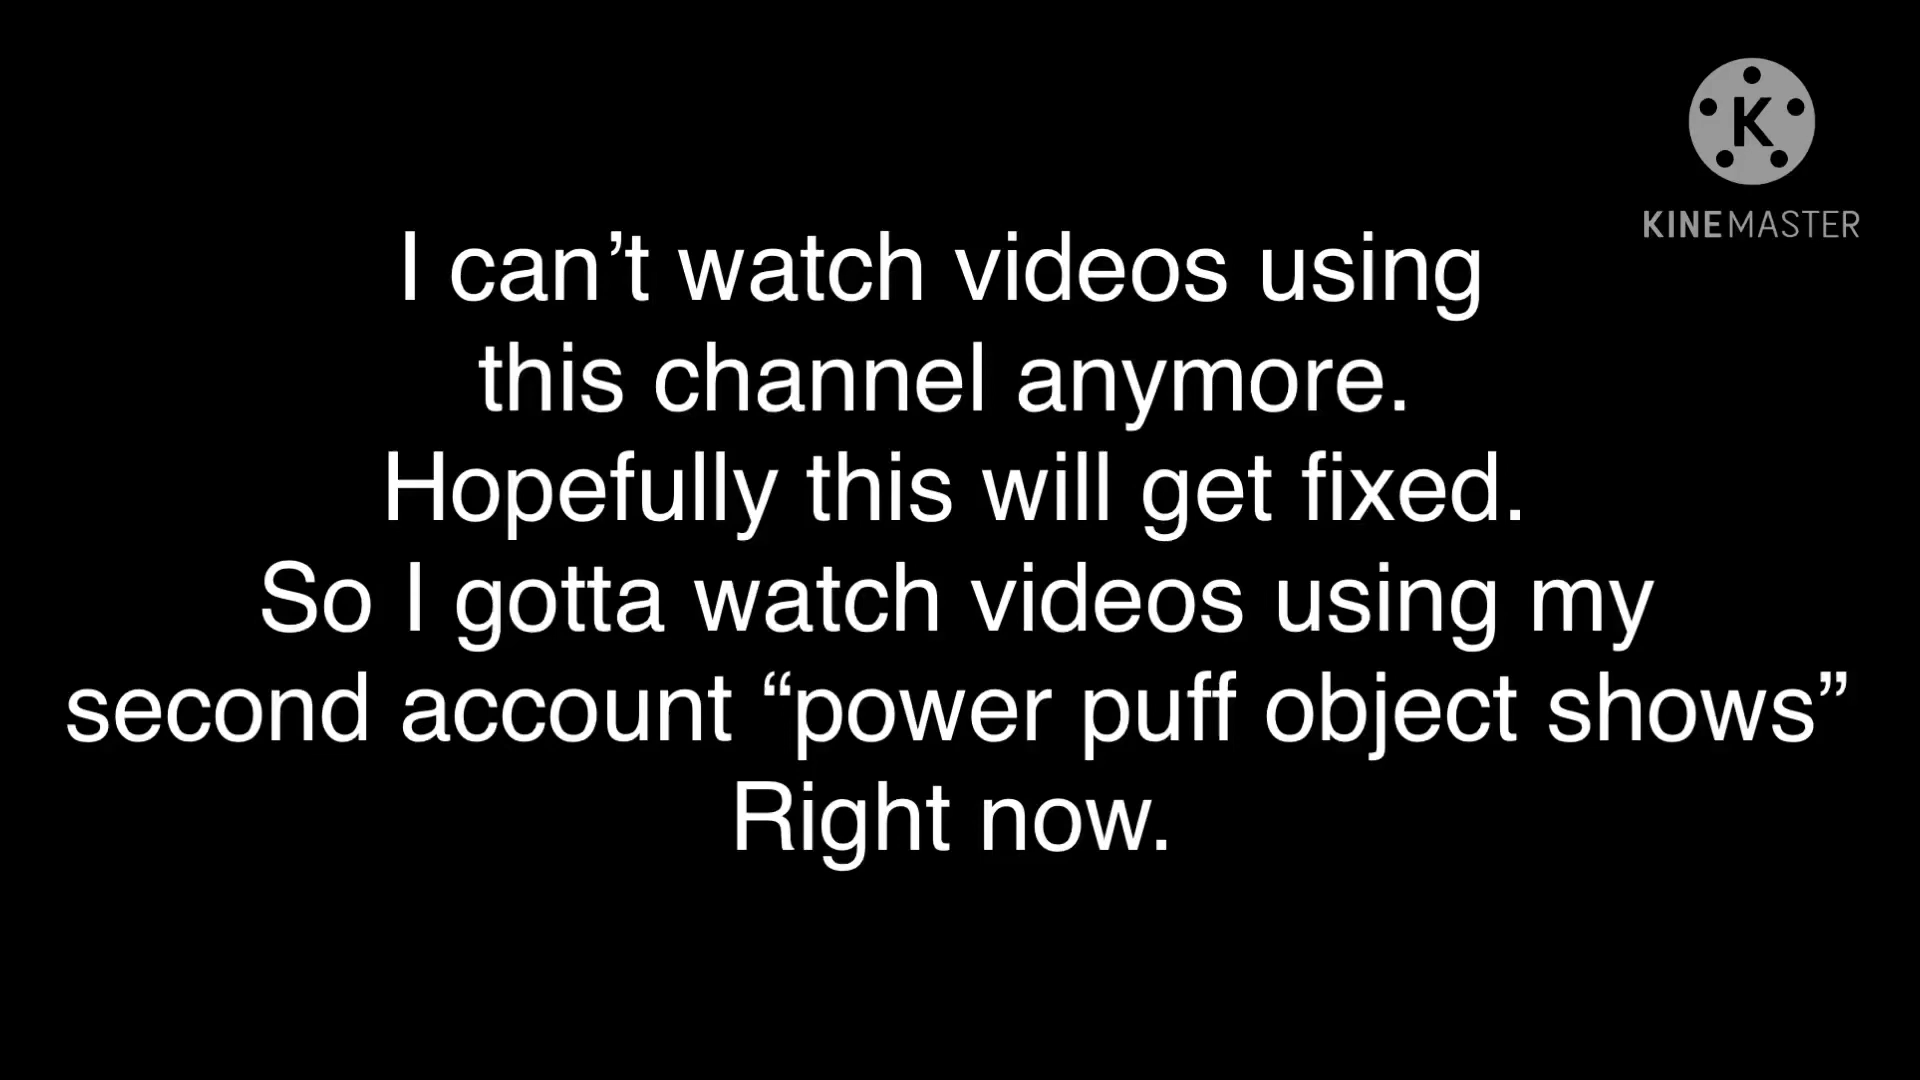 K
KINEMASTER
I can’t watch videos using
this channel anymore.
Hopefully this will get fixed.
So I gotta watch videos using my
second account “power puff object shows”
Right now.